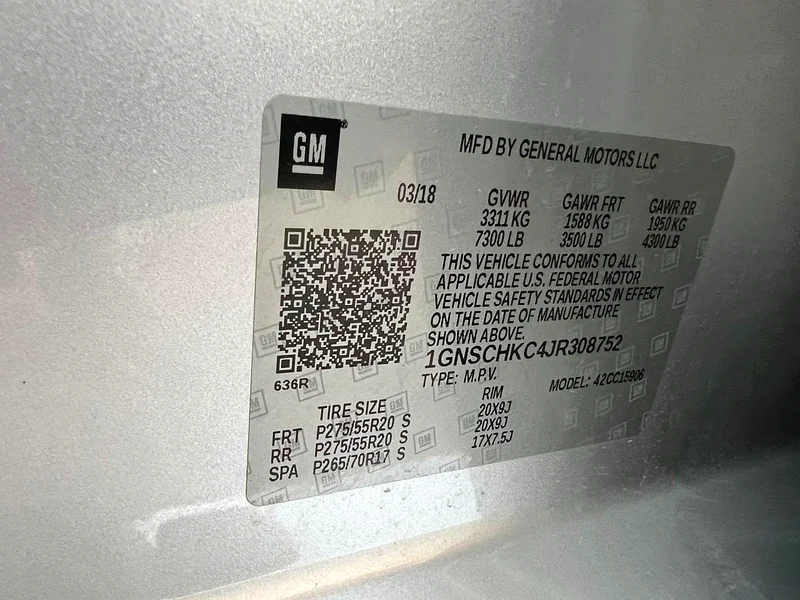 GM
MFD BY GENERAL MOTORS LLC
03/18 GVWR GAWR FRT GAWR RR
3311 KG 1588 KG 1950 KG
7300 LB 3500 LB 4300 LB
THIS VEHICLE CONFORMS TO ALL
APPLICABLE U.S. FEDERAL MOTOR
VEHICLE SAFETY STANDARDS IN EFFECT
ON THE DATE OF MANUFACTURE
SHOWN ABOVE.
1GNSCHKC4JR308752
636R TYPE: M.P.V. MODEL: 42CC15906
TIRE SIZE RIM
FRT P275/55R20 S 20X9J
RR P275/55R20 S 20X9J
SPA P265/70R17 S 17X7.5J